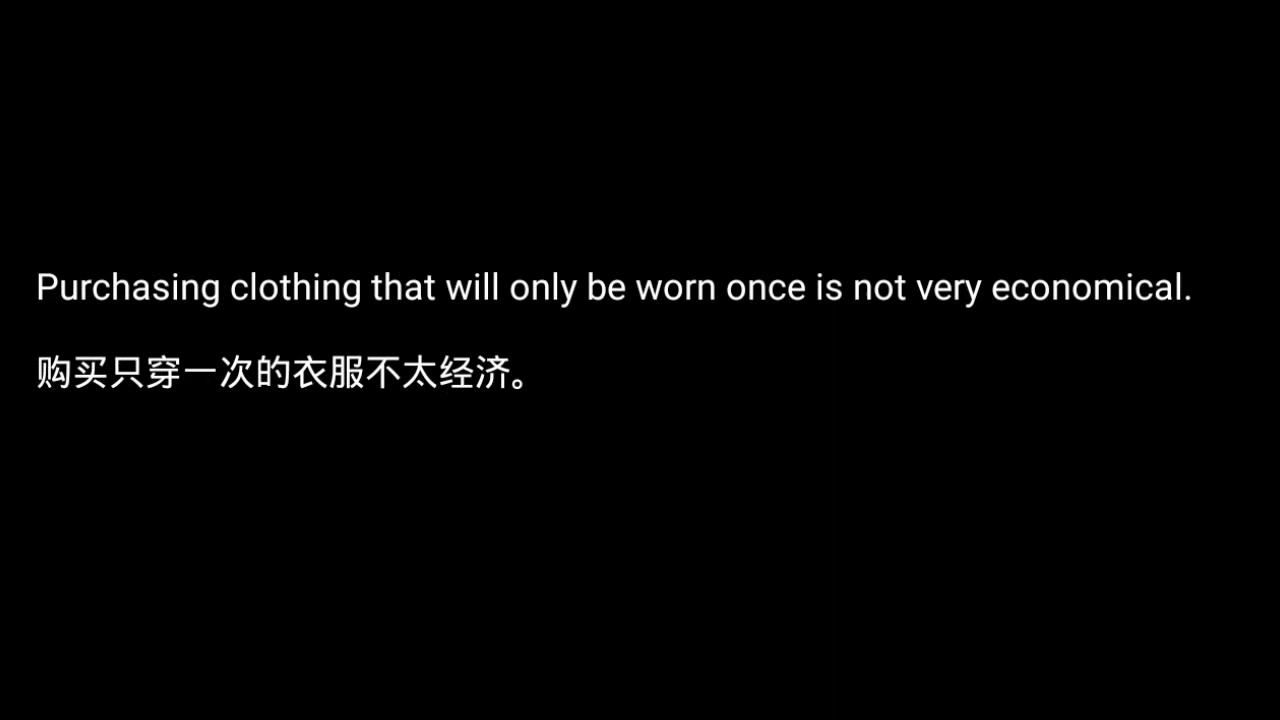 Purchasing clothing that will only be worn once is not very economical.
购买只穿一次的衣服不太经济。